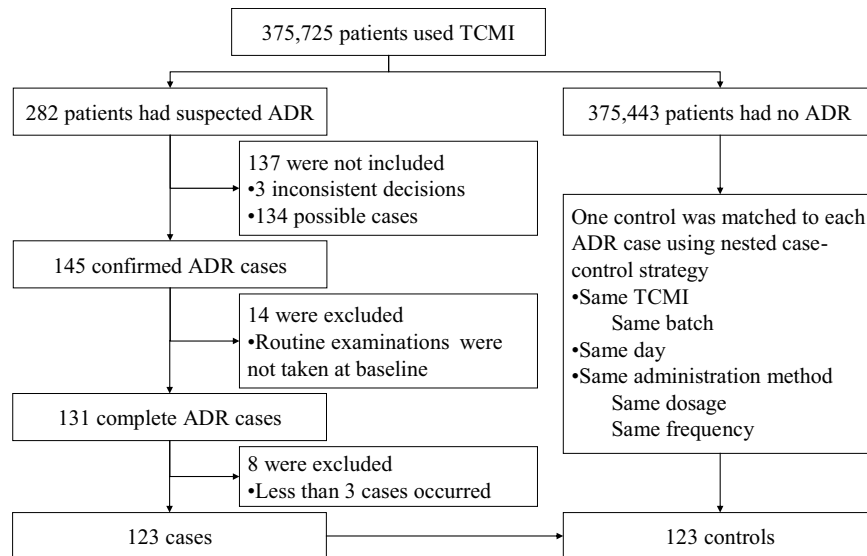 375,725 patients used TCMI
282 patients had suspected ADR
375,443 patients had no ADR
137 were not included
•3 inconsistent decisions
•134 possible cases
One control was matched to each
ADR case using nested case-
control strategy
•Same TCMI
Same batch
•Same day
•Same administration method
Same dosage
Same frequency
145 confirmed ADR cases
14 were excluded
•Routine examinations were
not taken at baseline
131 complete ADR cases
8 were excluded
•Less than 3 cases occurred
123 cases
123 controls